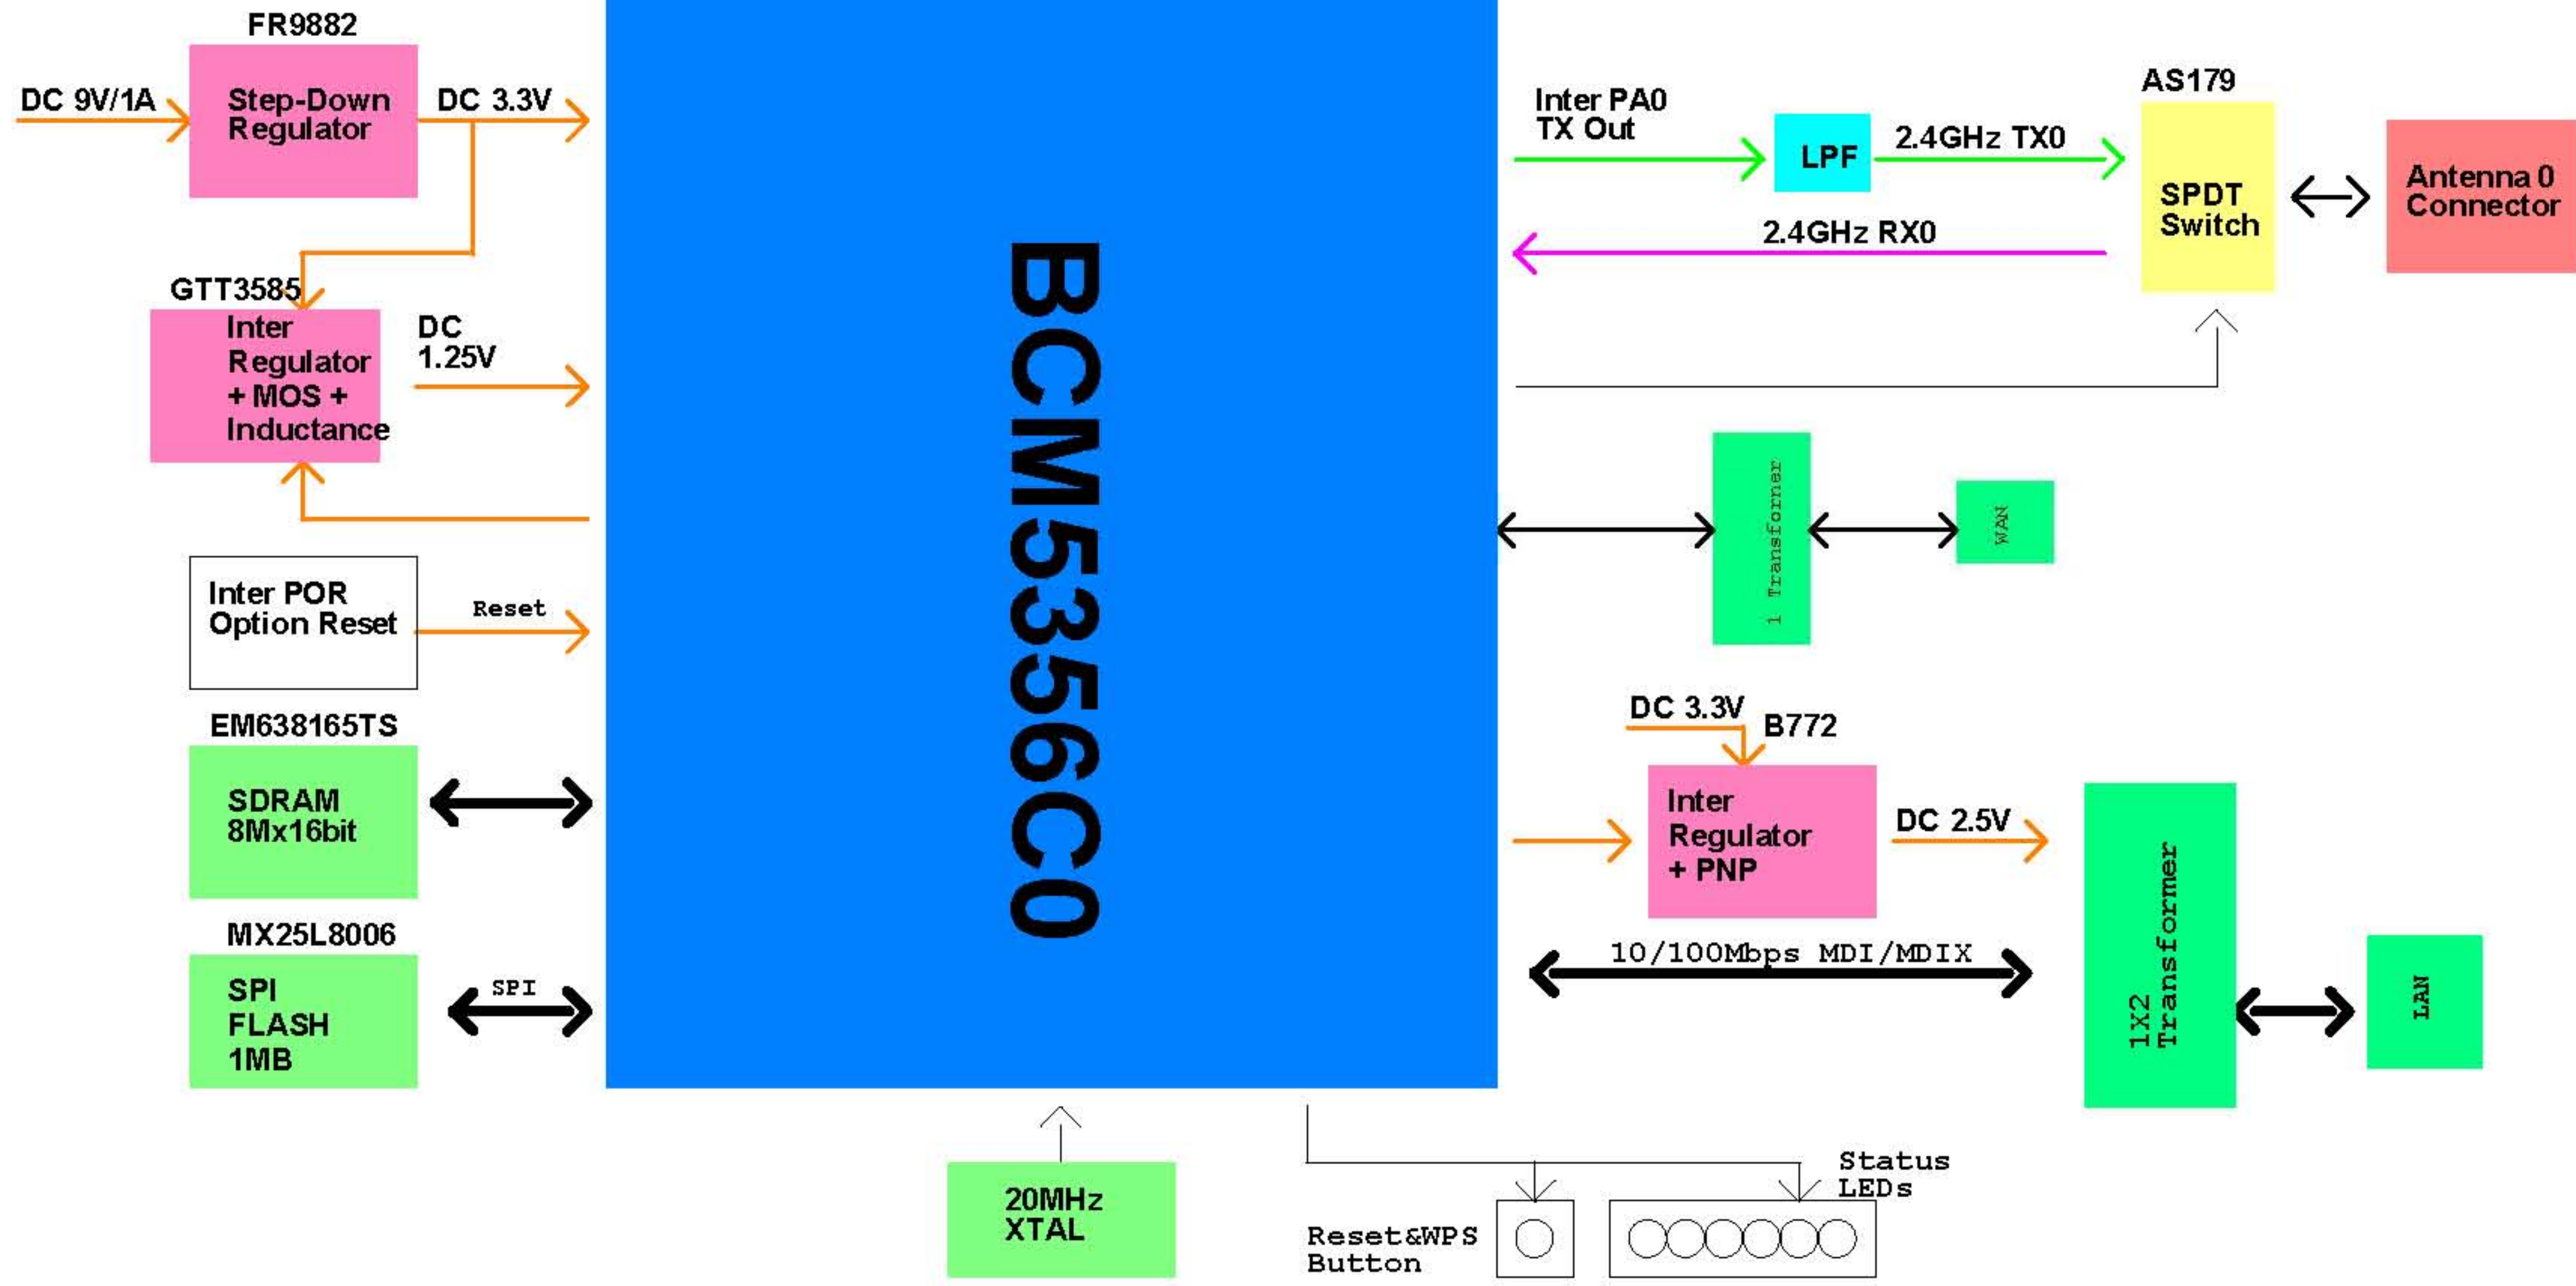 FR9882
DC 9V/1A
Step-Down
Regulator
DC 3.3V
GTT3585
Inter
Regulator
+ MOS +
Inductance
DC
1.25V
Inter POR
Option Reset
Reset
EM638165TS
SDRAM
8Mx16bit
MX25L8006
SPI
FLASH
1MB
SPI
BCM5356C0
20MHz
XTAL
Inter PA0
TX Out
LPF
2.4GHz TX0
AS179
SPDT
Switch
Antenna 0
Connector
2.4GHz RX0
1 Transforner
WAN
DC 3.3V
B772
Inter
Regulator
+ PNP
DC 2.5V
10/100Mbps MDI/MDIX
1X2
Transformer
LAN
Status
LEDs
Reset&WPS
Button